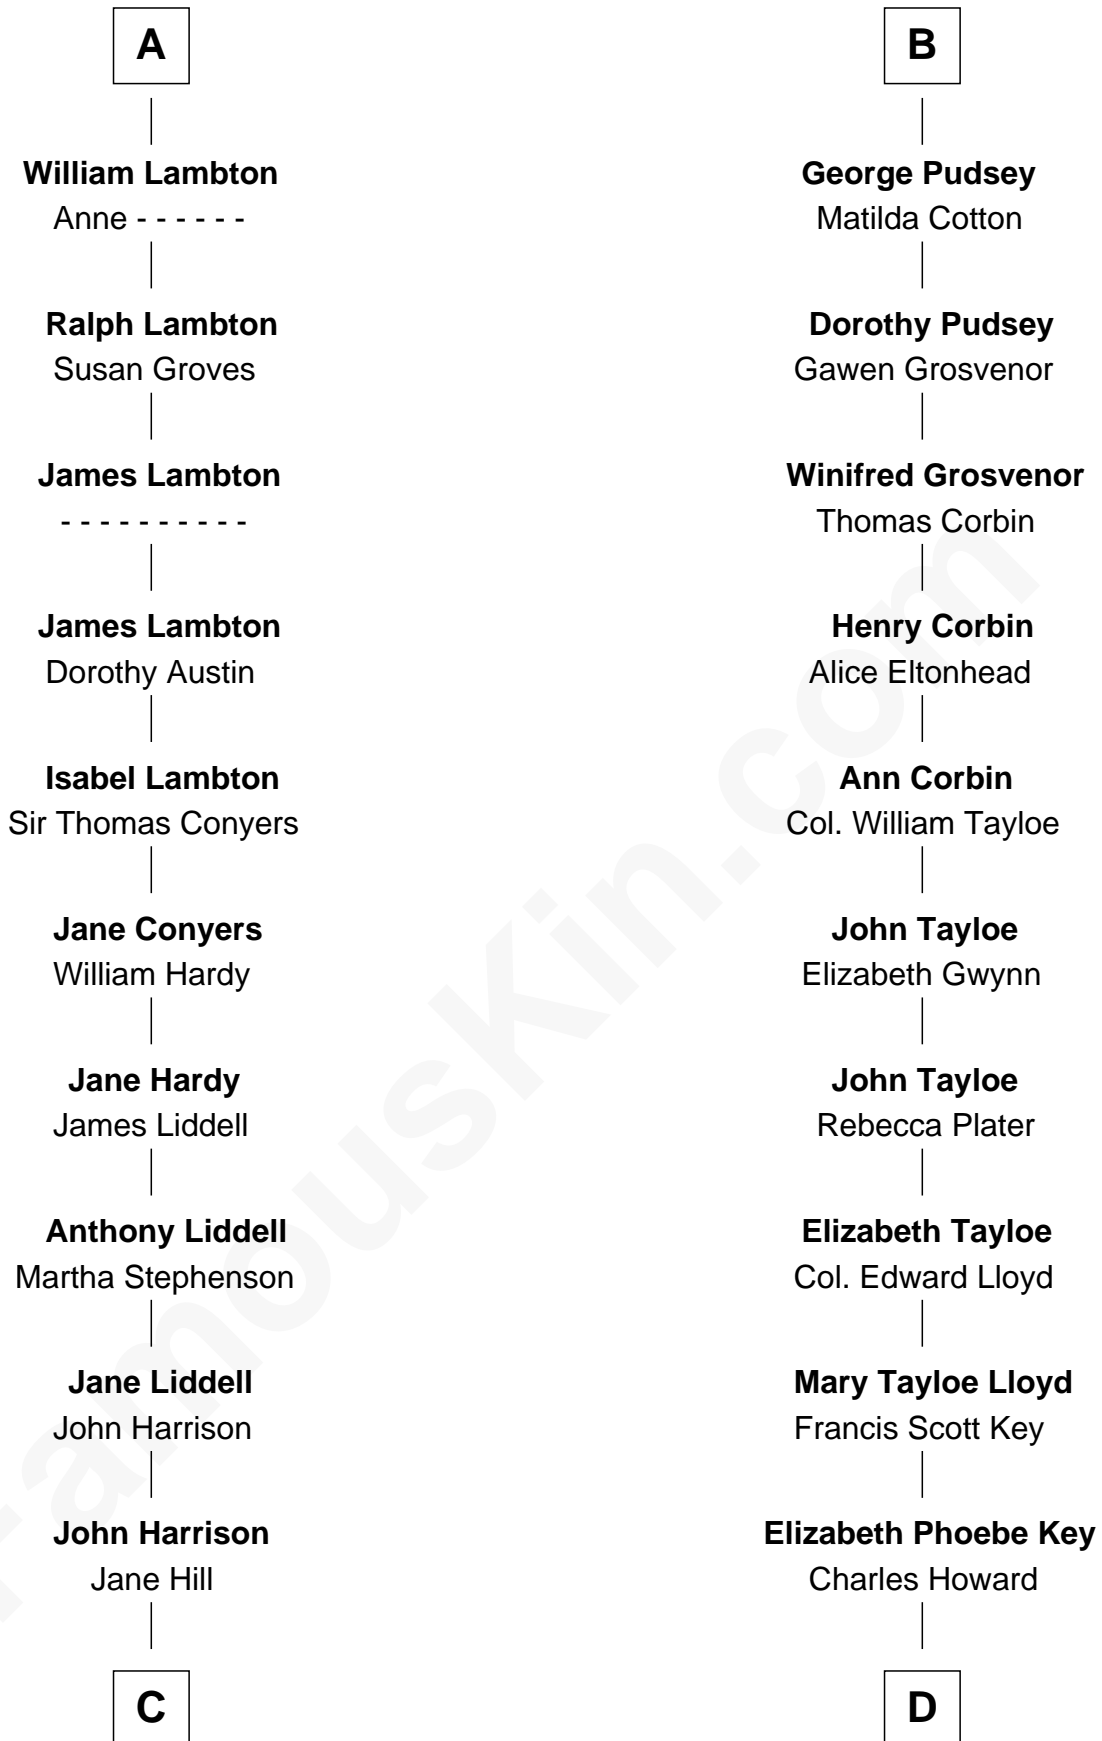 A
William Lambton
Anne - - - - - -
Ralph Lambton
Susan Groves
James Lambton
- - - - - - - - - -
James Lambton
Dorothy Austin
Isabel Lambton
Sir Thomas Conyers
Jane Conyers
William Hardy
Jane Hardy
James Liddell
Anthony Liddell
Martha Stephenson
Jane Liddell
John Harrison
John Harrison
Jane Hill
C
B
George Pudsey
Matilda Cotton
Dorothy Pudsey
Gawen Grosvenor
Winifred Grosvenor
Thomas Corbin
Henry Corbin
Alice Eltonhead
Ann Corbin
Col. William Tayloe
John Tayloe
Elizabeth Gwynn
John Tayloe
Rebecca Plater
Elizabeth Tayloe
Col. Edward Lloyd
Mary Tayloe Lloyd
Francis Scott Key
Elizabeth Phoebe Key
Charles Howard
D
FamousKin.com